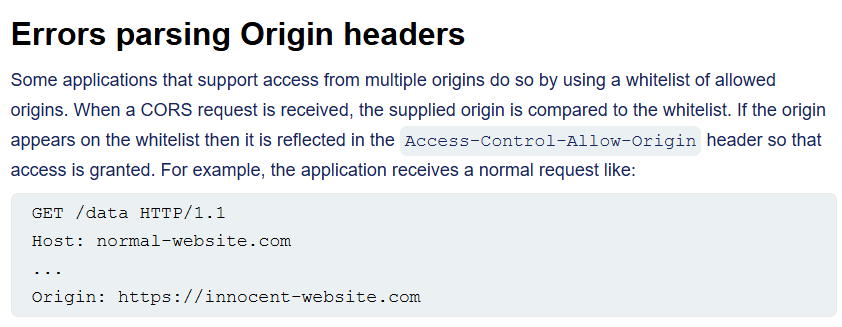 Errors parsing Origin headers
Some applications that support access from multiple origins do so by using a whitelist of allowed
origins. When a CORS request is received, the supplied origin is compared to the whitelist. If the origin
appears on the whitelist then it is reflected in the Access-Control-Allow-Origin header so that
access is granted. For example, the application receives a normal request like:
GET /data HTTP/1.1
Host: normal-website.com
...
Origin: https://innocent-website.com